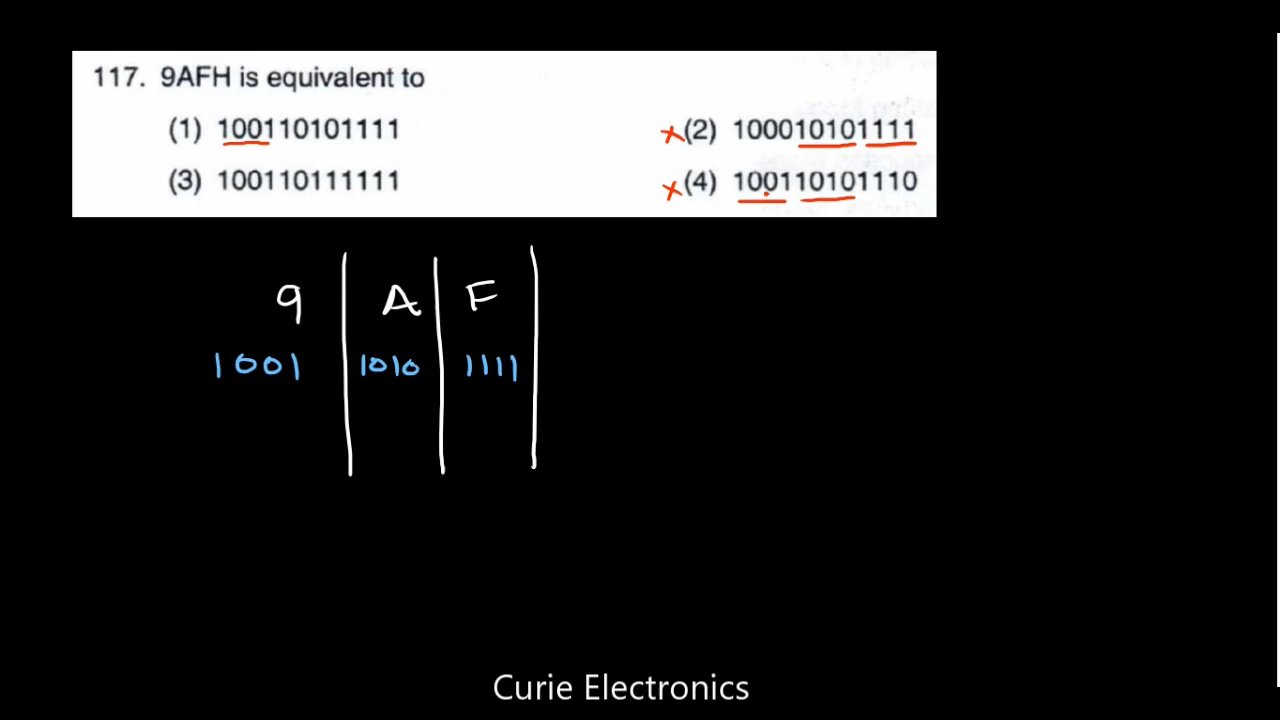 117. 9AFH is equivalent to
(1) 100110101111
x (2) 100010101111
(3) 100110111111
x (4) 100110101110
9 A F
1001 1010 1111
Curie Electronics